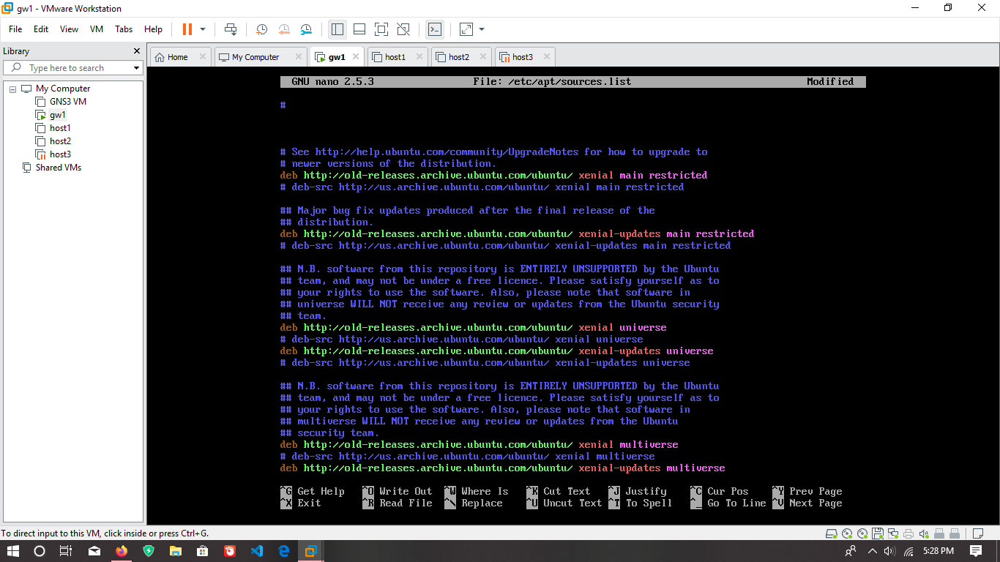 gw1 - VMware Workstation
File Edit View VM Tabs Help
Library
Type here to search
My Computer
GNS3 VM
gw1
host1
host2
host3
Shared VMs
Home My Computer gw1 host1 host2 host3
GNU nano 2.5.3 File: /etc/apt/sources.list Modified
#
# See http://help.ubuntu.com/community/UpgradeNotes for how to upgrade to
# newer versions of the distribution.
deb http://old-releases.archive.ubuntu.com/ubuntu/ xenial main restricted
# deb-src http://us.archive.ubuntu.com/ubuntu/ xenial main restricted
## Major bug fix updates produced after the final release of the
## distribution.
deb http://old-releases.archive.ubuntu.com/ubuntu/ xenial-updates main restricted
# deb-src http://us.archive.ubuntu.com/ubuntu/ xenial-updates main restricted
## N.B. software from this repository is ENTIRELY UNSUPPORTED by the Ubuntu
## team, and may not be under a free licence. Please satisfy yourself as to
## your rights to use the software. Also, please note that software in
## universe WILL NOT receive any review or updates from the Ubuntu security
## team.
deb http://old-releases.archive.ubuntu.com/ubuntu/ xenial universe
# deb-src http://us.archive.ubuntu.com/ubuntu/ xenial universe
deb http://old-releases.archive.ubuntu.com/ubuntu/ xenial-updates universe
# deb-src http://us.archive.ubuntu.com/ubuntu/ xenial-updates universe
## N.B. software from this repository is ENTIRELY UNSUPPORTED by the Ubuntu
## team, and may not be under a free licence. Please satisfy yourself as to
## your rights to use the software. Also, please note that software in
## multiverse WILL NOT receive any review or updates from the Ubuntu
## security team.
deb http://old-releases.archive.ubuntu.com/ubuntu/ xenial multiverse
# deb-src http://us.archive.ubuntu.com/ubuntu/ xenial multiverse
deb http://old-releases.archive.ubuntu.com/ubuntu/ xenial-updates multiverse
^G Get Help ^O Write Out ^W Where Is ^K Cut Text ^J Justify ^C Cur Pos ^Y Prev Page
^X Exit ^R Read File ^\ Replace ^U Uncut Text ^T To Spell ^_ Go To Line ^V Next Page
To direct input to this VM, click inside or press Ctrl+G.
5:28 PM